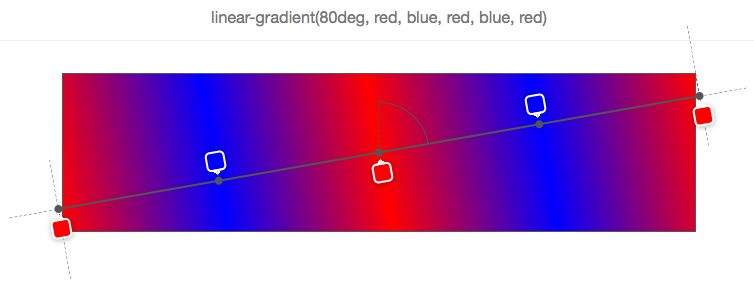 linear-gradient(80deg, red, blue, red, blue, red)